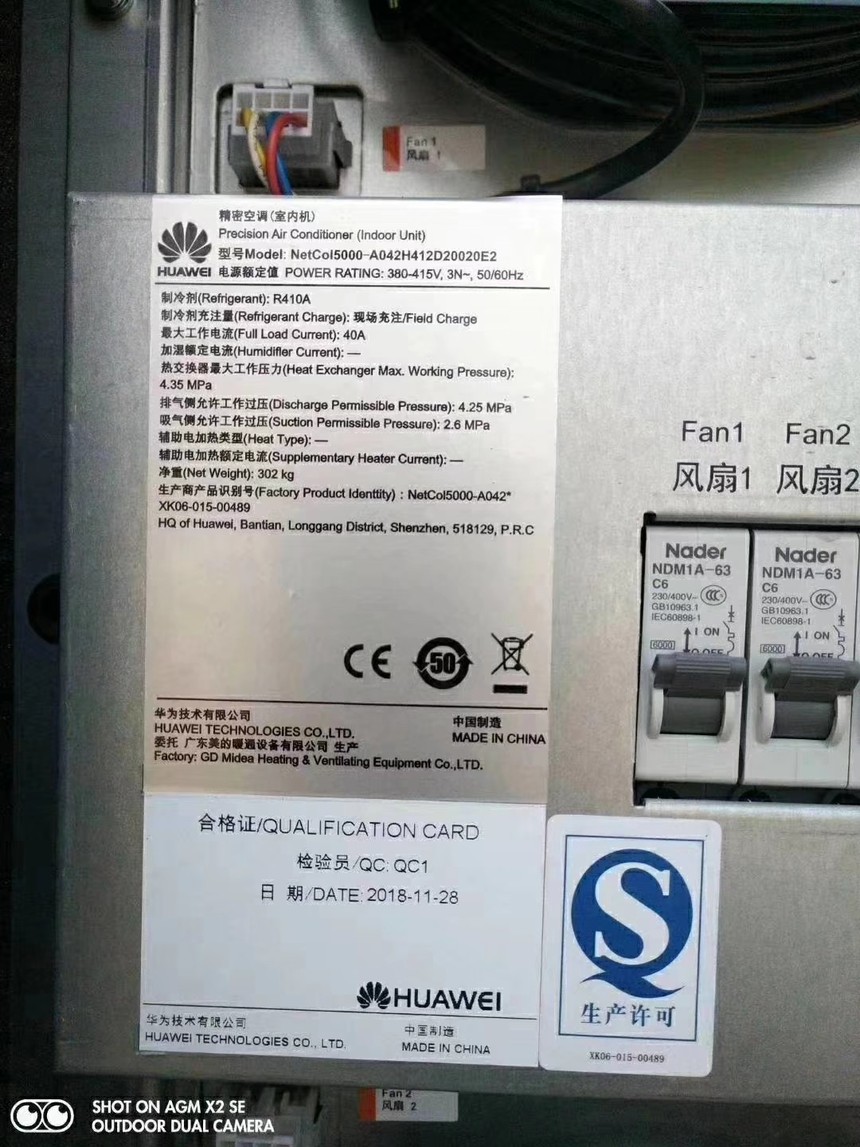 Fan 1
风扇 1
精密空调(室内机)
Precision Air Conditioner (Indoor Unit)
型号Model: NetCol5000-A042H412D20020E2
HUAWEI
电源额定值 POWER RATING: 380-415V, 3N~, 50/60Hz
制冷剂(Refrigerant): R410A
制冷剂充注量(Refrigerant Charge): 现场充注/Field Charge
最大工作电流(Full Load Current): 40A
加湿额定电流(Humidifler Current): —
热交换器最大工作压力(Heat Exchanger Max. Working Pressure):
4.35 MPa
排气侧允许工作过压(Discharge Permissible Pressure): 4.25 MPa
吸气侧允许工作过压(Suction Permissible Pressure): 2.6 MPa
辅助电加热类型(Heat Type): —
辅助电加热额定电流(Supplementary Heater Current): —
净重(Net Weight): 302 kg
生产商产品识别号(Factory Product Identtity) : NetCol5000-A042*
XK06-015-00489
HQ of Huawei, Bantian, Longgang District, Shenzhen, 518129, P.R.C
CE
50
华为技术有限公司
HUAWEI TECHNOLOGIES CO.,LTD.
中国制造
MADE IN CHINA
委托 广东美的暖通设备有限公司 生产
Factory: GD Midea Heating & Ventilating Equipment Co.,LTD.
合格证/QUALIFICATION CARD
检验员/QC: QC1
日 期/DATE: 2018-11-28
HUAWEI
华为技术有限公司
HUAWEI TECHNOLOGIES CO., LTD.
中国制造
MADE IN CHINA
Fan1
风扇1
Fan2
风扇2
Nader
NDM1A-63
C6
230/400V~
GB10963.1
IEC60898-1
6000
I ON
O OFF
Nader
NDM1A-63
C6
230/400V~
GB10963.1
IEC60898-1
6000
I ON
O OFF
生产许可
XK06-015-00489
Fan 2
风扇 2
SHOT ON AGM X2 SE
OUTDOOR DUAL CAMERA